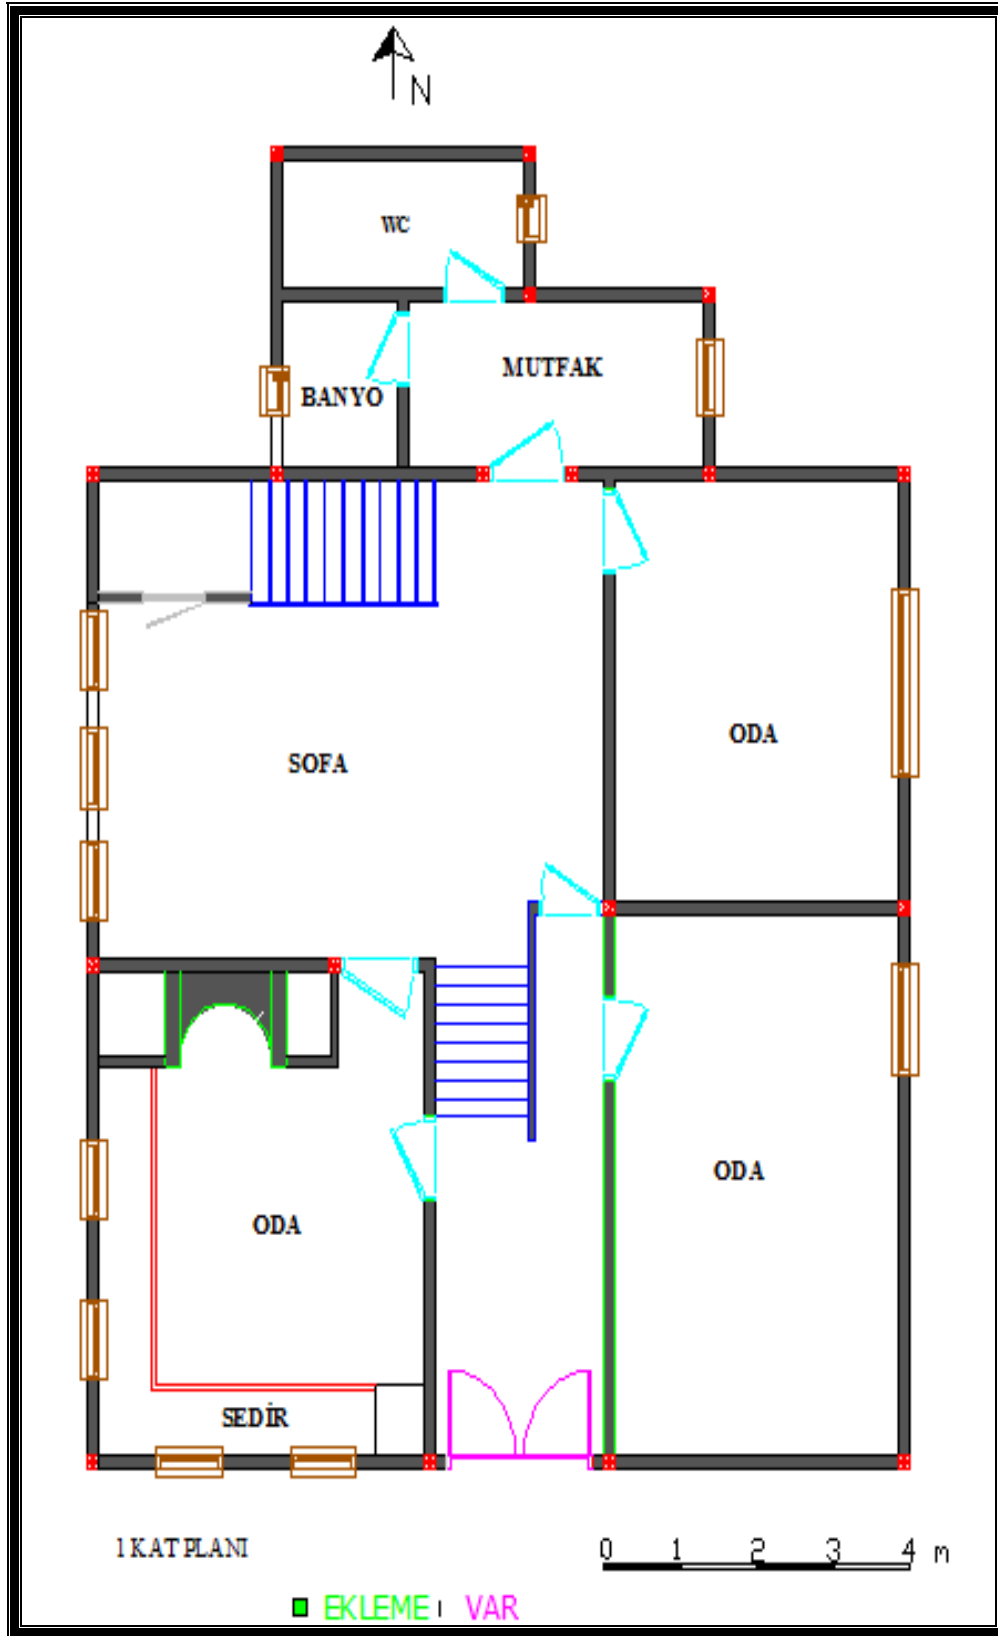 N
WC
MUTFAK
BANYO
ODA
SOFA
ODA
ODA
SEDİR
1 KAT PLANI
0 1 2 3 4 m
EKLEME VAR